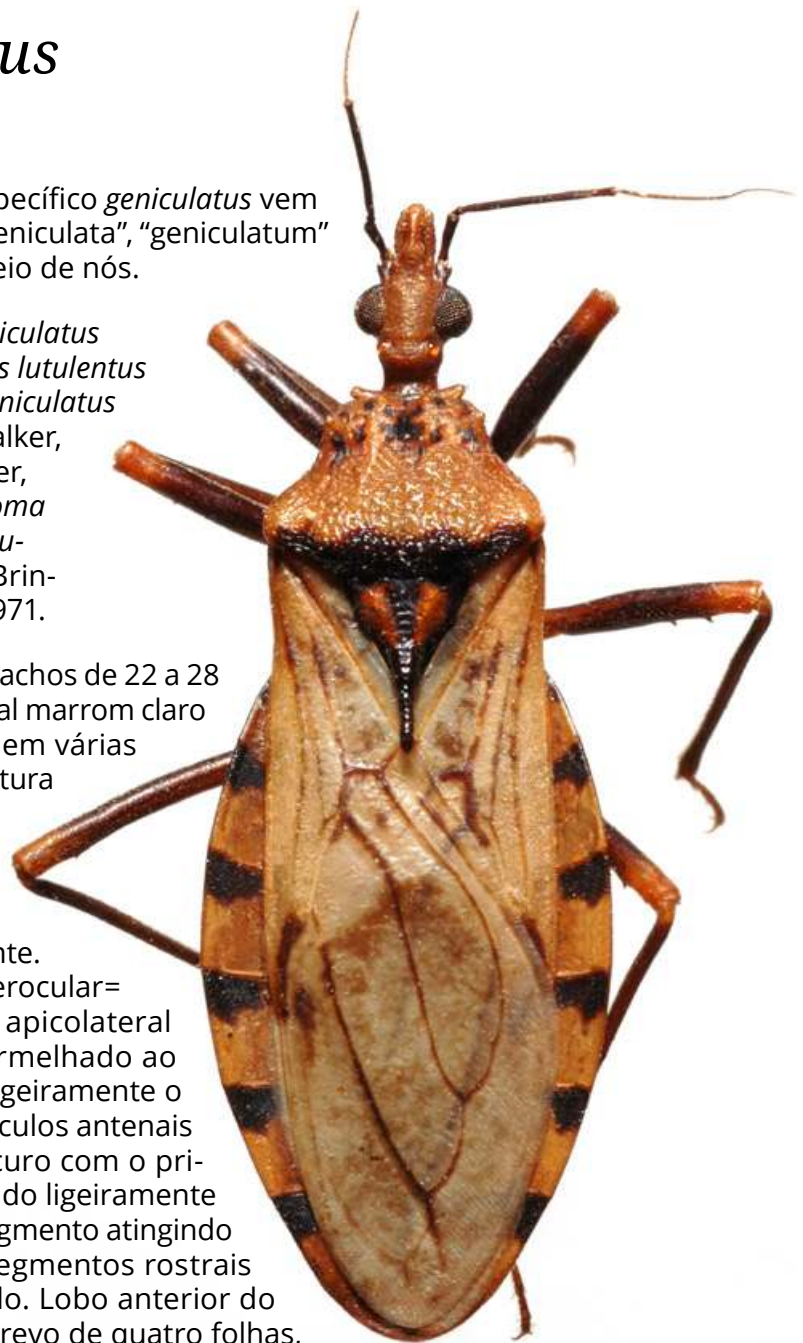 us
pecífico geniculatus vem
eniculata”, “geniculatum”
eio de nós.
iculatus
s lutulentus
niculatus
alker,
er,
oma
u-
Brin-
971.
achos de 22 a 28
al marrom claro
em várias
tura
nte.
erocular=
apicolateral
rmelhado ao
igeiramente o
culos antenais
curo com o pri-
do ligeiramente
gmento atingindo
egmentos rostrais
do. Lobo anterior do
revo de quatro folhas,